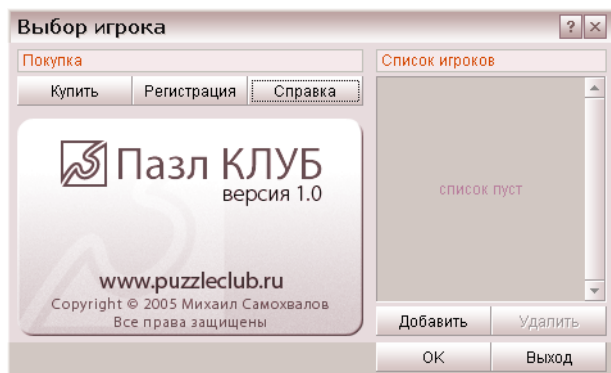 Выбор игрока
Покупка
Купить Регистрация Справка
Пазл КЛУБ
версия 1.0
www.puzzleclub.ru
Copyright © 2005 Михаил Самохвалов
Все права защищены
Список игроков
список пуст
Добавить Удалить
OK Выход